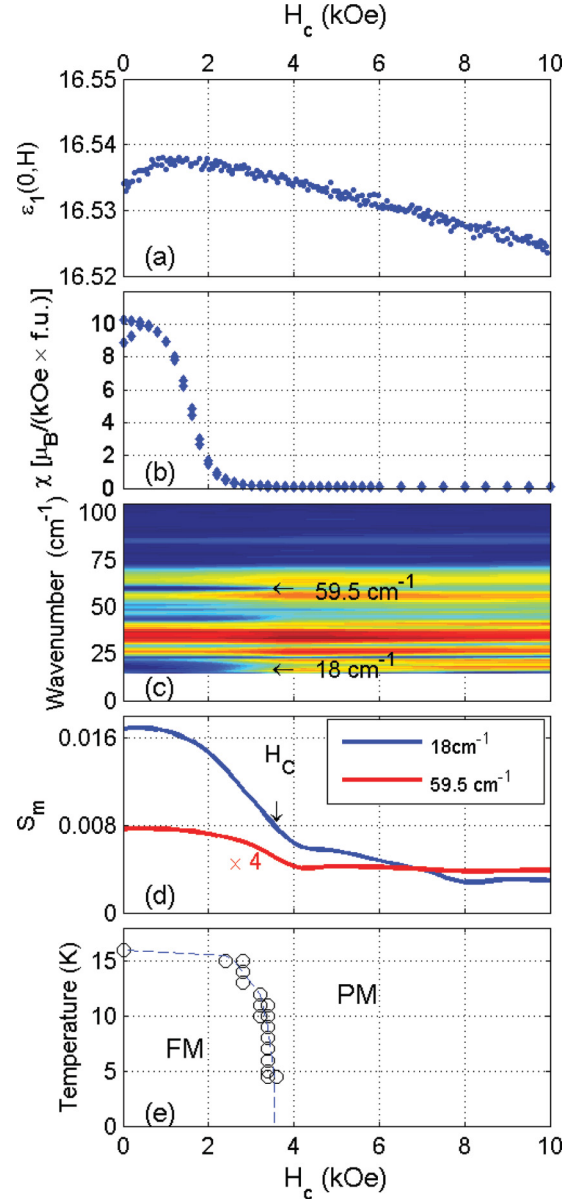 H_c (kOe)
0 2 4 6 8 10
16.55
16.54
16.53
16.52
ε₁(0,H)
(a)
10
8
6
4
2
0
χ [μ_B/(kOe × f.u.)]
(b)
100
75
50
25
0
Wavenumber (cm⁻¹)
← 59.5 cm⁻¹
← 18 cm⁻¹
(c)
0.016
0.008
0
S_m
H_C
↓
18cm⁻¹
59.5 cm⁻¹
× 4
(d)
15
10
5
0
Temperature (K)
PM
FM
(e)
0 2 4 6 8 10
H_c (kOe)